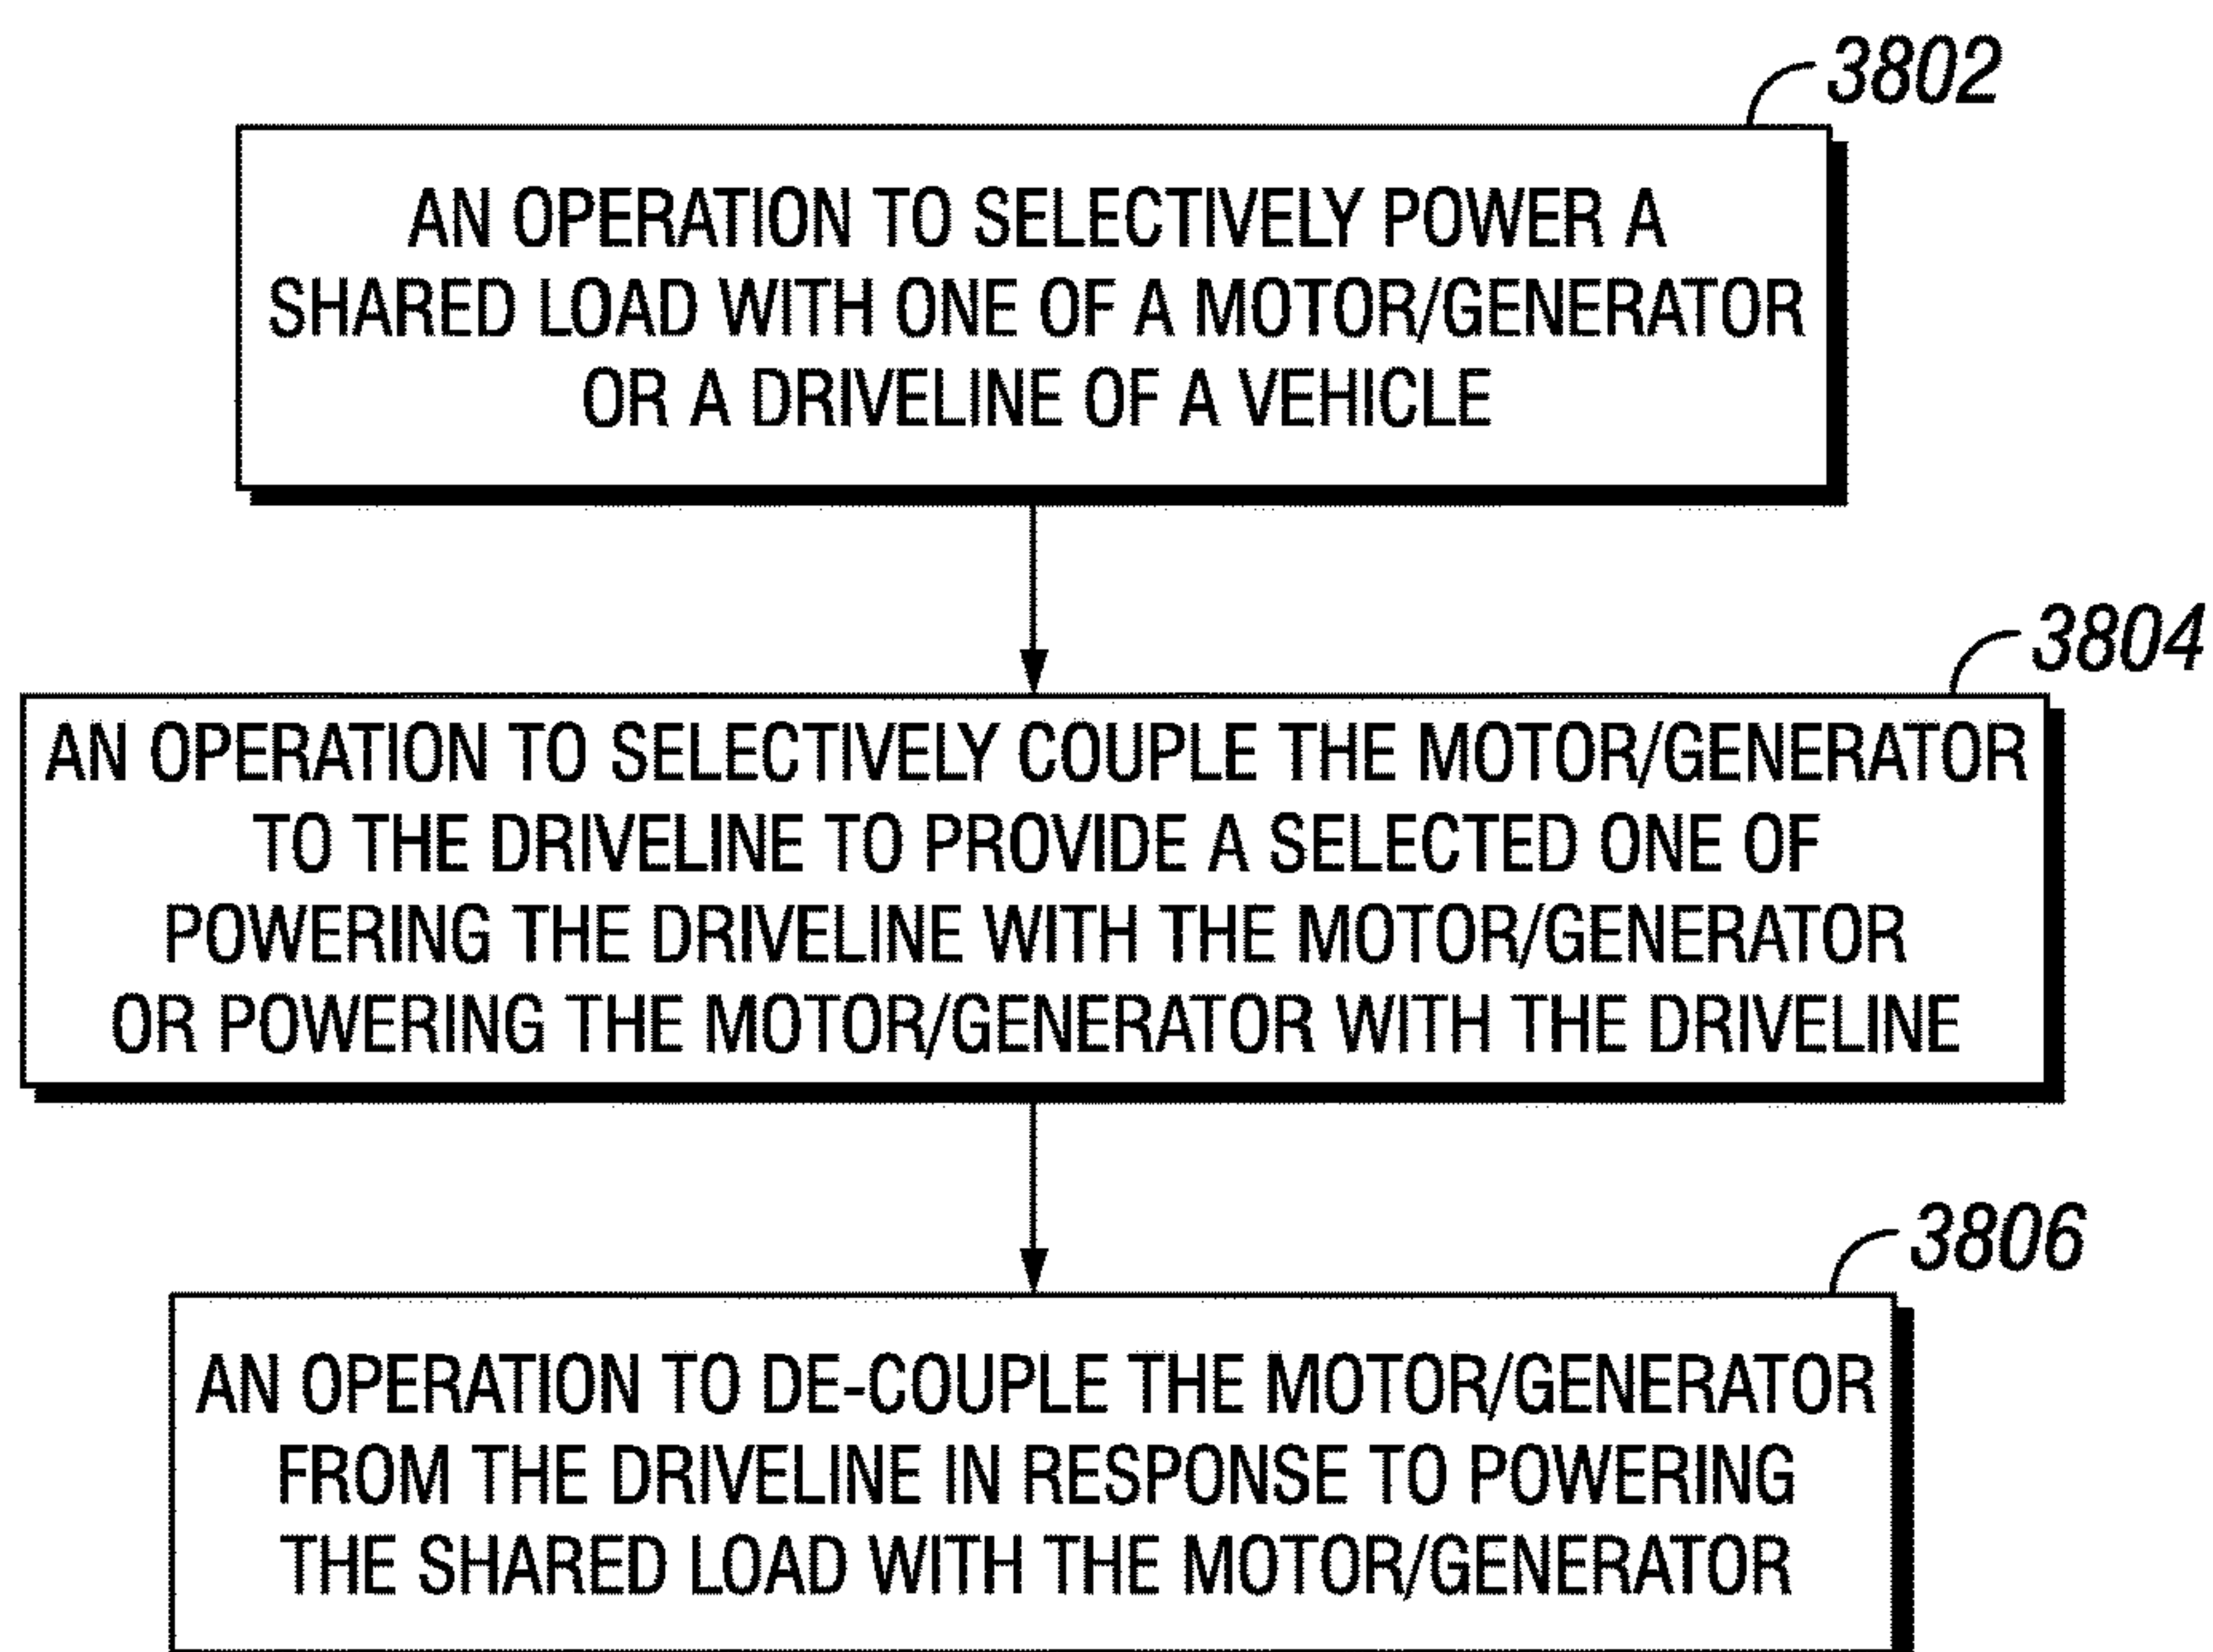 3802
AN OPERATION TO SELECTIVELY POWER A
SHARED LOAD WITH ONE OF A MOTOR/GENERATOR
OR A DRIVELINE OF A VEHICLE
3804
AN OPERATION TO SELECTIVELY COUPLE THE MOTOR/GENERATOR
TO THE DRIVELINE TO PROVIDE A SELECTED ONE OF
POWERING THE DRIVELINE WITH THE MOTOR/GENERATOR
OR POWERING THE MOTOR/GENERATOR WITH THE DRIVELINE
3806
AN OPERATION TO DE-COUPLE THE MOTOR/GENERATOR
FROM THE DRIVELINE IN RESPONSE TO POWERING
THE SHARED LOAD WITH THE MOTOR/GENERATOR